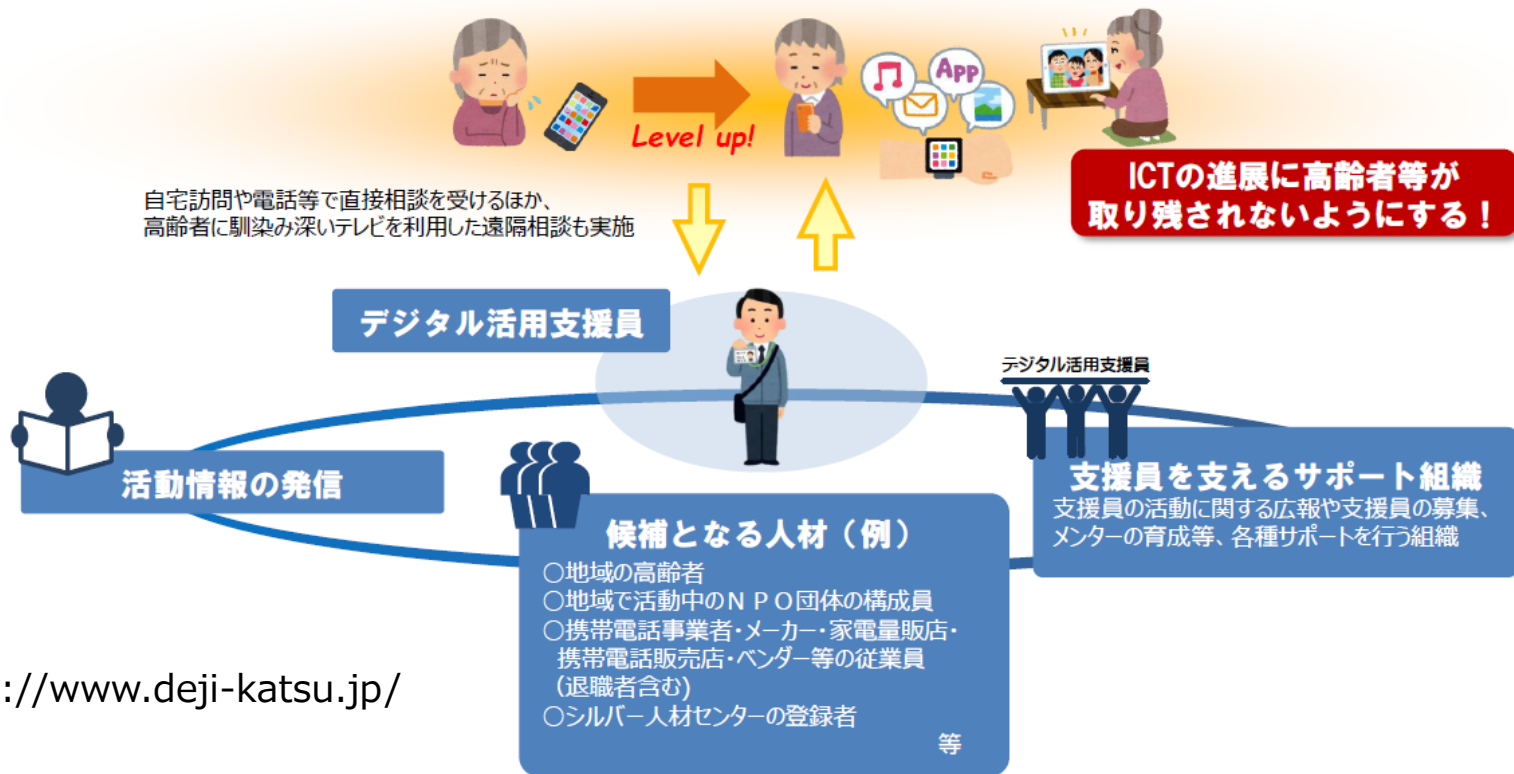 App
Level up!
ICTの進展に高齢者等が
取り残されないようにする！
自宅訪問や電話等で直接相談を受けるほか、
高齢者に馴染み深いテレビを利用した遠隔相談も実施
デジタル活用支援員
デジタル活用支援員
活動情報の発信
支援員を支えるサポート組織
支援員の活動に関する広報や支援員の募集、
メンターの育成等、各種サポートを行う組織
候補となる人材（例）
○地域の高齢者
○地域で活動中のＮＰＯ団体の構成員
○携帯電話事業者・メーカー・家電量販店・
携帯電話販売店・ベンダー等の従業員
（退職者含む）
○シルバー人材センターの登録者
等
://www.deji-katsu.jp/